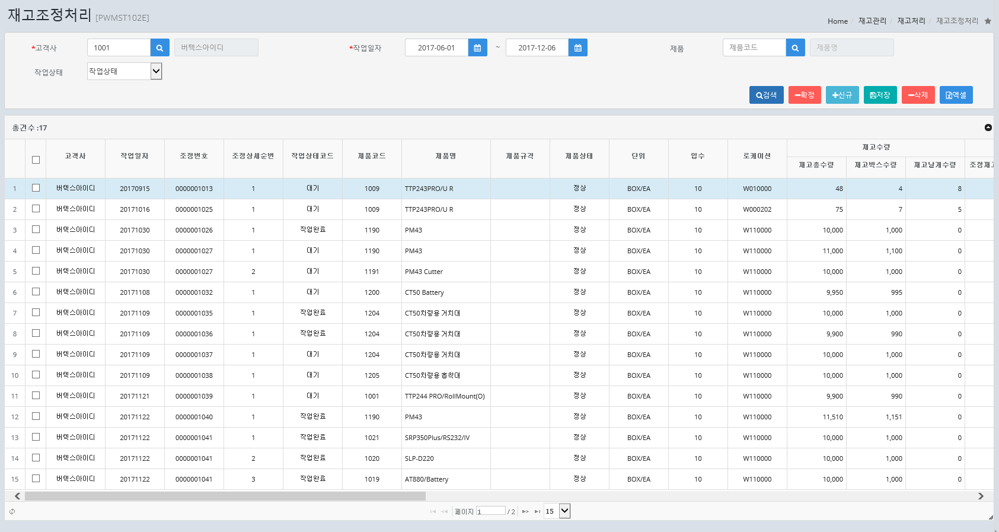 재고조정처리 [PWMST102E]
Home / 재고관리 / 재고처리 / 재고조정처리
*고객사 1001 버텍스아이디 *작업일자 2017-06-01 ~ 2017-12-06 제품 제품코드 제품명
작업상태 작업상태
검색 확정 신규 저장 삭제 엑셀
총건수 :17
고객사 작업일자 조정번호 조정상세순번 작업상태코드 제품코드 제품명 제품규격 제품상태 단위 입수 로케이션 재고수량
재고총수량 재고박스수량 재고낱개수량 조정재고
1 버텍스아이디 20170915 0000001013 1 대기 1009 TTP243PRO/U R 정상 BOX/EA 10 W010000 48 4 8
2 버텍스아이디 20171016 0000001025 1 대기 1009 TTP243PRO/U R 정상 BOX/EA 10 W000202 75 7 5
3 버텍스아이디 20171030 0000001026 1 작업완료 1190 PM43 정상 BOX/EA 10 W110000 10,000 1,000 0
4 버텍스아이디 20171030 0000001027 1 대기 1190 PM43 정상 BOX/EA 10 W110000 11,000 1,100 0
5 버텍스아이디 20171030 0000001027 2 대기 1191 PM43 Cutter 정상 BOX/EA 10 W110000 10,000 1,000 0
6 버텍스아이디 20171108 0000001032 1 대기 1200 CT50 Battery 정상 BOX/EA 10 W110000 9,950 995 0
7 버텍스아이디 20171109 0000001035 1 작업완료 1204 CT50차량용 거치대 정상 BOX/EA 10 W110000 10,000 1,000 0
8 버텍스아이디 20171109 0000001036 1 작업완료 1204 CT50차량용 거치대 정상 BOX/EA 10 W110000 9,900 990 0
9 버텍스아이디 20171109 0000001037 1 대기 1204 CT50차량용 거치대 정상 BOX/EA 10 W110000 10,000 1,000 0
10 버텍스아이디 20171109 0000001038 1 대기 1205 CT50차량용 흡착대 정상 BOX/EA 10 W110000 10,000 1,000 0
11 버텍스아이디 20171121 0000001039 1 대기 1001 TTP244 PRO/RollMount(O) 정상 BOX/EA 10 W110000 9,900 990 0
12 버텍스아이디 20171122 0000001040 1 작업완료 1190 PM43 정상 BOX/EA 10 W110000 11,510 1,151 0
13 버텍스아이디 20171122 0000001041 1 작업완료 1021 SRP350Plus/RS232/IV 정상 BOX/EA 10 W110000 10,000 1,000 0
14 버텍스아이디 20171122 0000001041 2 작업완료 1020 SLP-D220 정상 BOX/EA 10 W110000 10,000 1,000 0
15 버텍스아이디 20171122 0000001041 3 작업완료 1019 AT880/Battery 정상 BOX/EA 10 W110000 10,000 1,000 0
페이지 1 / 2 15